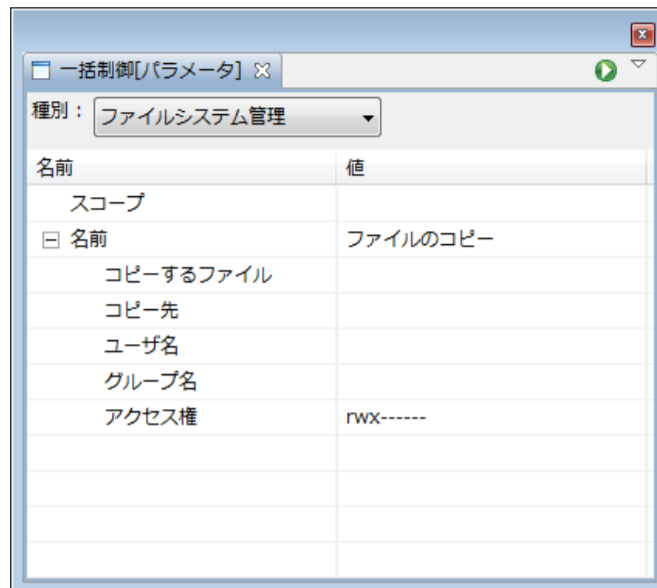 一括制御[パラメータ]
種別： ファイルシステム管理
名前 値
スコープ
名前 ファイルのコピー
コピーするファイル
コピー先
ユーザ名
グループ名
アクセス権 rwx------